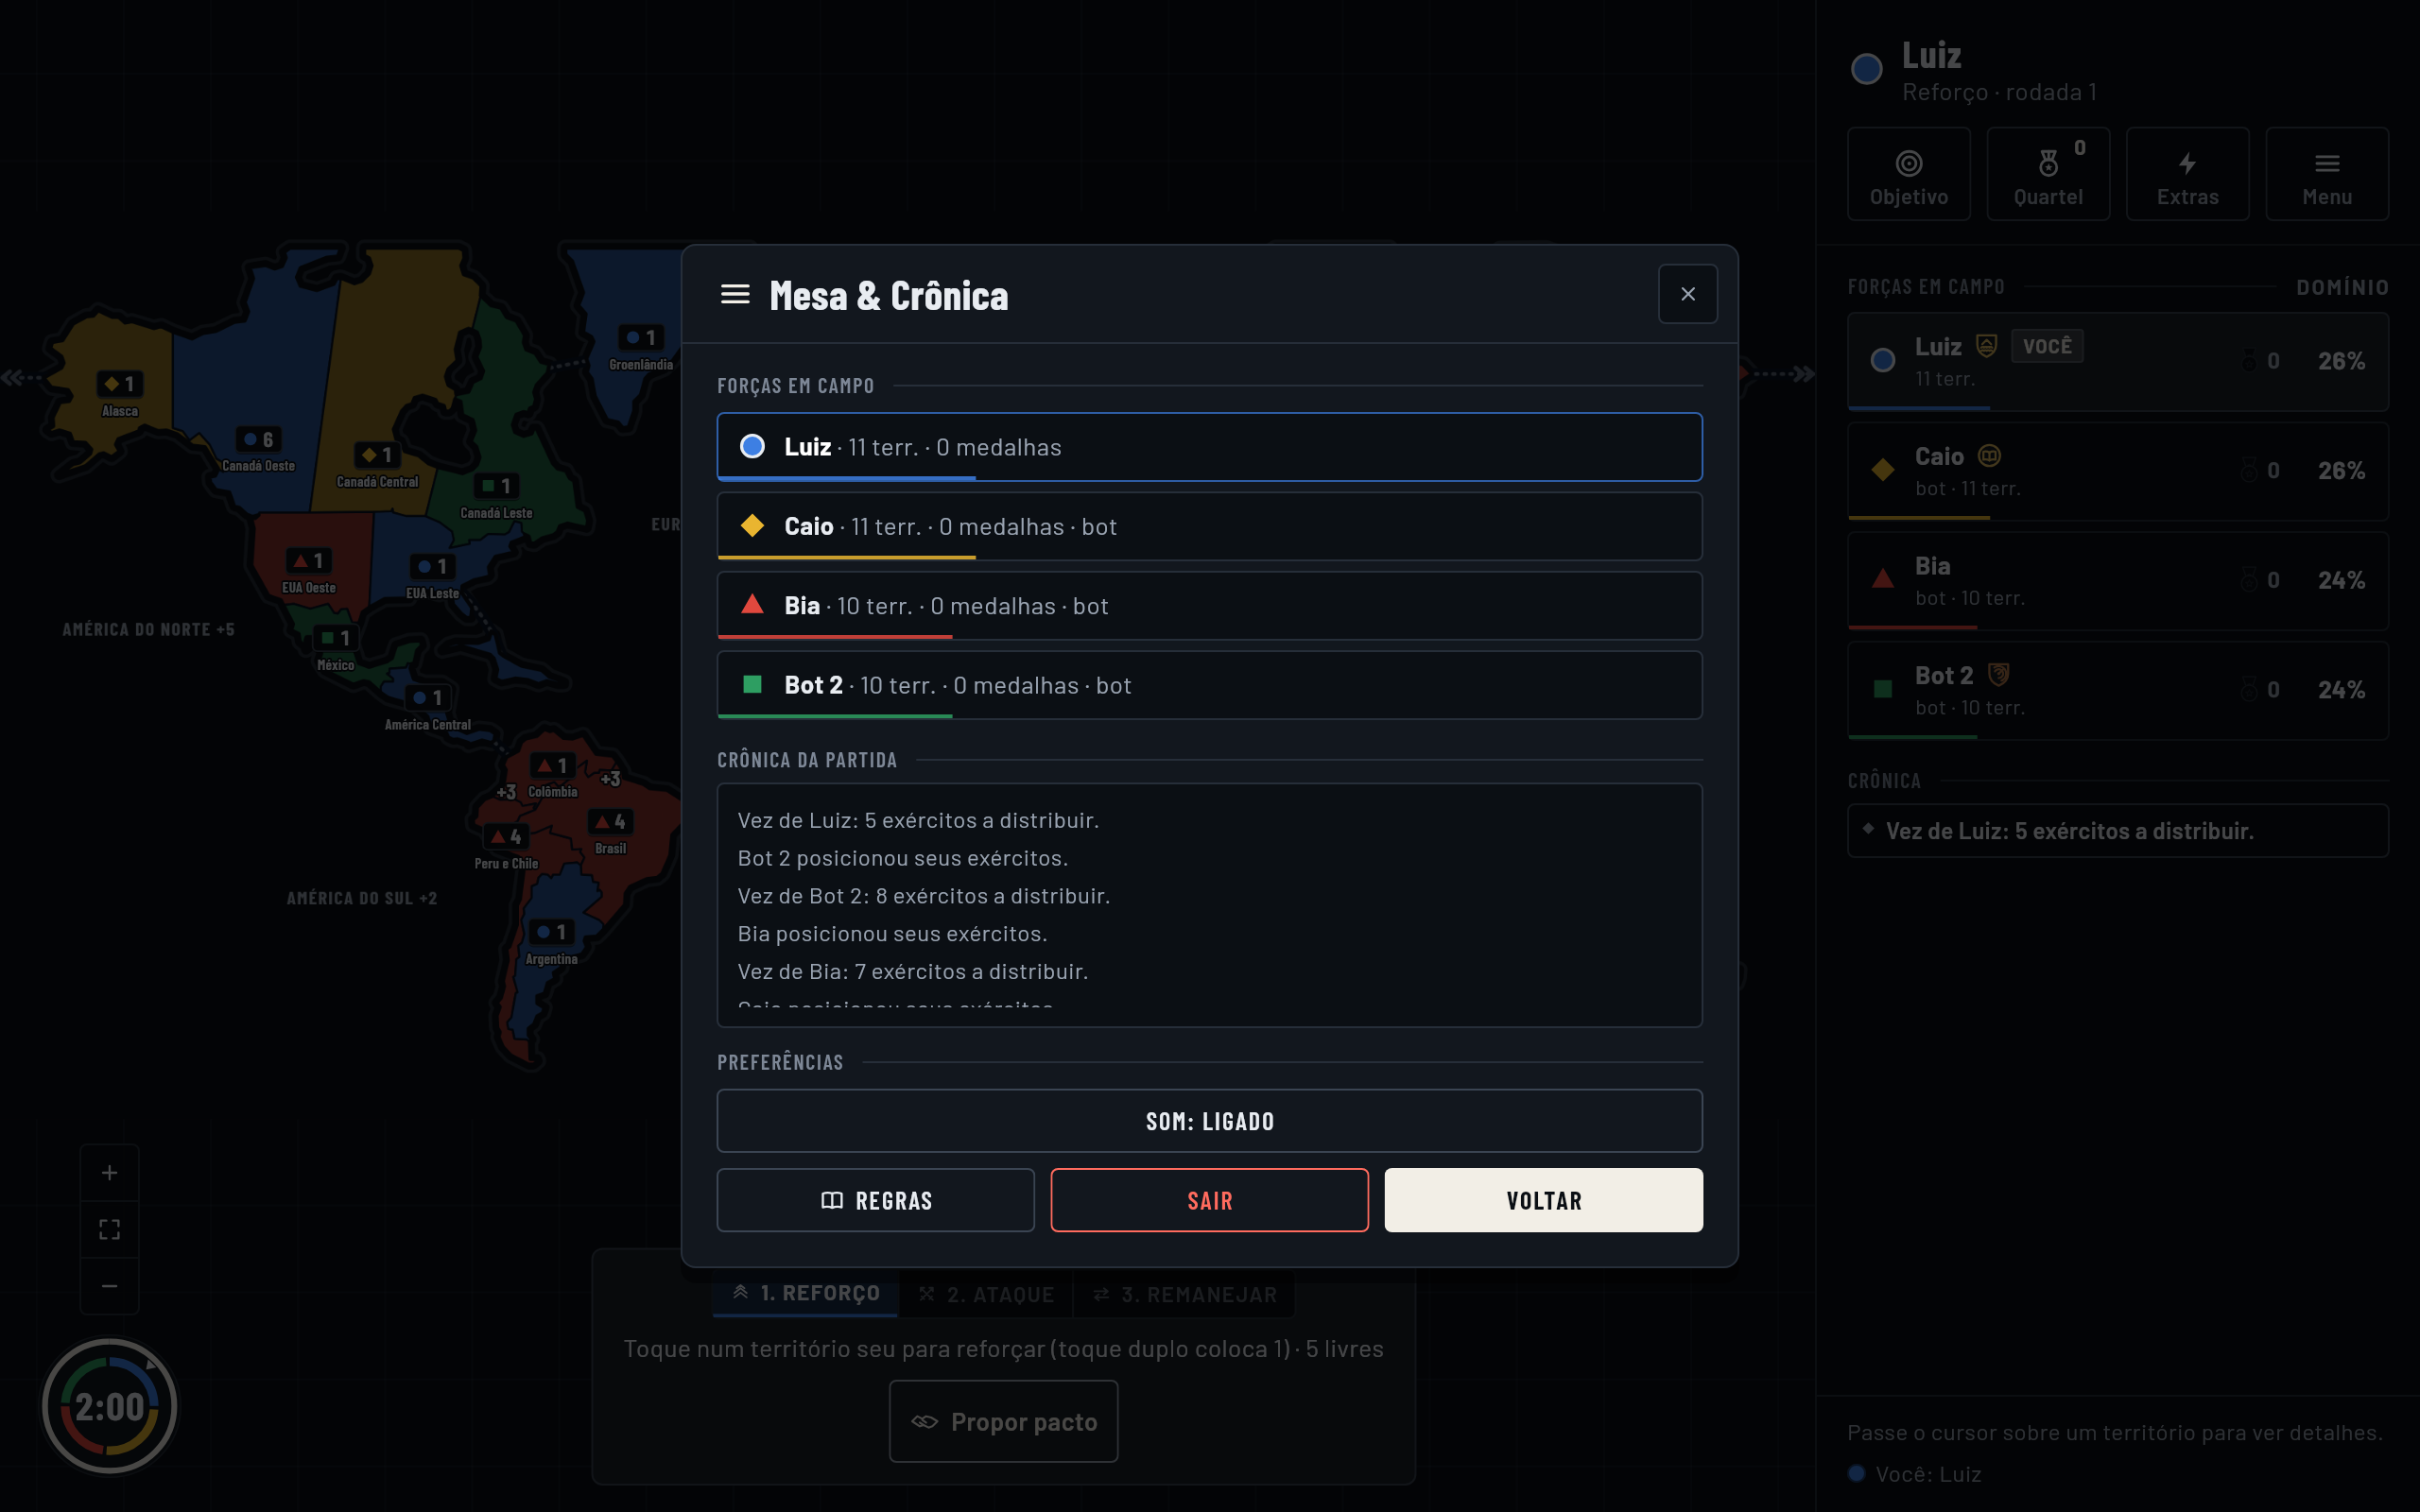 Luiz
Reforço · rodada 1
Objetivo
0
Quartel
Extras
Menu
FORÇAS EM CAMPO
DOMÍNIO
Luiz VOCÊ
11 terr.
0 26%
Caio
bot · 11 terr.
0 26%
Bia
bot · 10 terr.
0 24%
Bot 2
bot · 10 terr.
0 24%
CRÔNICA
Vez de Luiz: 5 exércitos a distribuir.
Passe o cursor sobre um território para ver detalhes.
Você: Luiz
Mesa & Crônica
FORÇAS EM CAMPO
Luiz · 11 terr. · 0 medalhas
Caio · 11 terr. · 0 medalhas · bot
Bia · 10 terr. · 0 medalhas · bot
Bot 2 · 10 terr. · 0 medalhas · bot
CRÔNICA DA PARTIDA
Vez de Luiz: 5 exércitos a distribuir.
Bot 2 posicionou seus exércitos.
Vez de Bot 2: 8 exércitos a distribuir.
Bia posicionou seus exércitos.
Vez de Bia: 7 exércitos a distribuir.
PREFERÊNCIAS
SOM: LIGADO
REGRAS
SAIR
VOLTAR
1
Alasca
6
Canadá Oeste
1
Canadá Central
1
Canadá Leste
1
Groenlândia
EUR
1
EUA Oeste
1
EUA Leste
AMÉRICA DO NORTE +5
1
México
1
América Central
1
Colômbia
+3
+3
4
Peru e Chile
4
Brasil
AMÉRICA DO SUL +2
1
Argentina
2:00
1. REFORÇO
2. ATAQUE
3. REMANEJAR
Toque num território seu para reforçar (toque duplo coloca 1) · 5 livres
Propor pacto